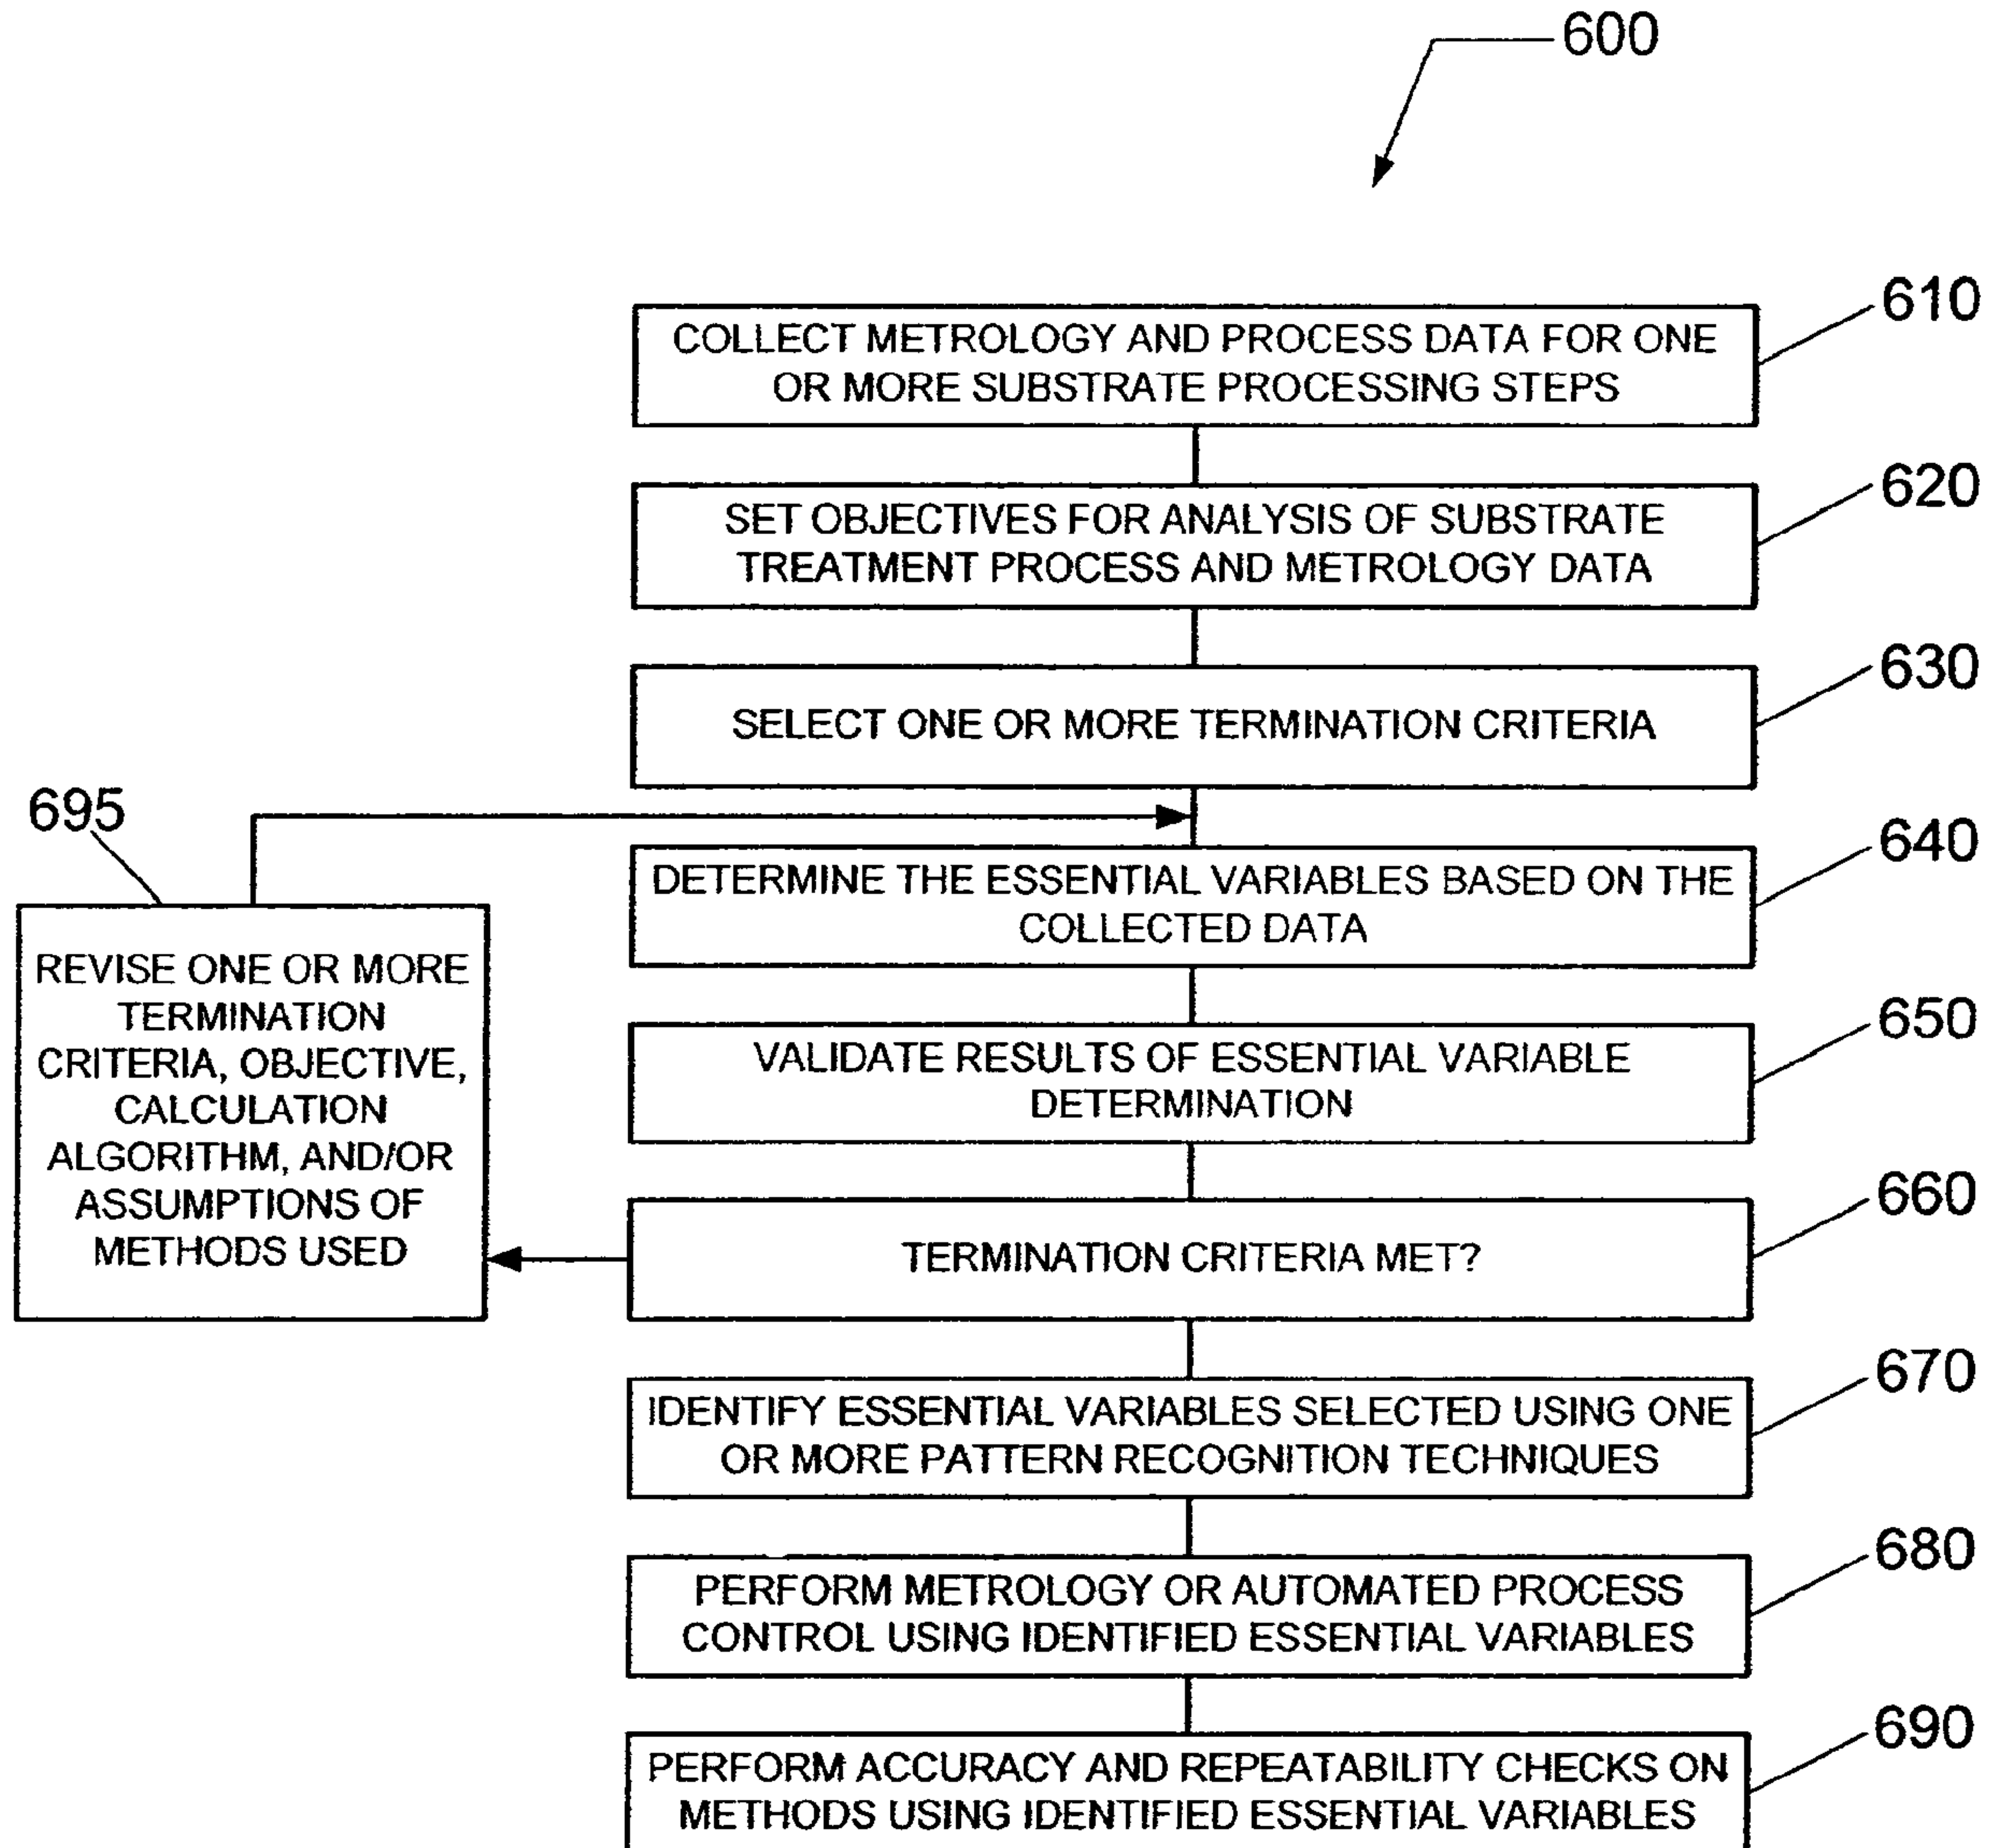 600
610
COLLECT METROLOGY AND PROCESS DATA FOR ONE
OR MORE SUBSTRATE PROCESSING STEPS
620
SET OBJECTIVES FOR ANALYSIS OF SUBSTRATE
TREATMENT PROCESS AND METROLOGY DATA
630
SELECT ONE OR MORE TERMINATION CRITERIA
695
REVISE ONE OR MORE
TERMINATION
CRITERIA, OBJECTIVE,
CALCULATION
ALGORITHM, AND/OR
ASSUMPTIONS OF
METHODS USED
640
DETERMINE THE ESSENTIAL VARIABLES BASED ON THE
COLLECTED DATA
650
VALIDATE RESULTS OF ESSENTIAL VARIABLE
DETERMINATION
660
TERMINATION CRITERIA MET?
670
IDENTIFY ESSENTIAL VARIABLES SELECTED USING ONE
OR MORE PATTERN RECOGNITION TECHNIQUES
680
PERFORM METROLOGY OR AUTOMATED PROCESS
CONTROL USING IDENTIFIED ESSENTIAL VARIABLES
690
PERFORM ACCURACY AND REPEATABILITY CHECKS ON
METHODS USING IDENTIFIED ESSENTIAL VARIABLES